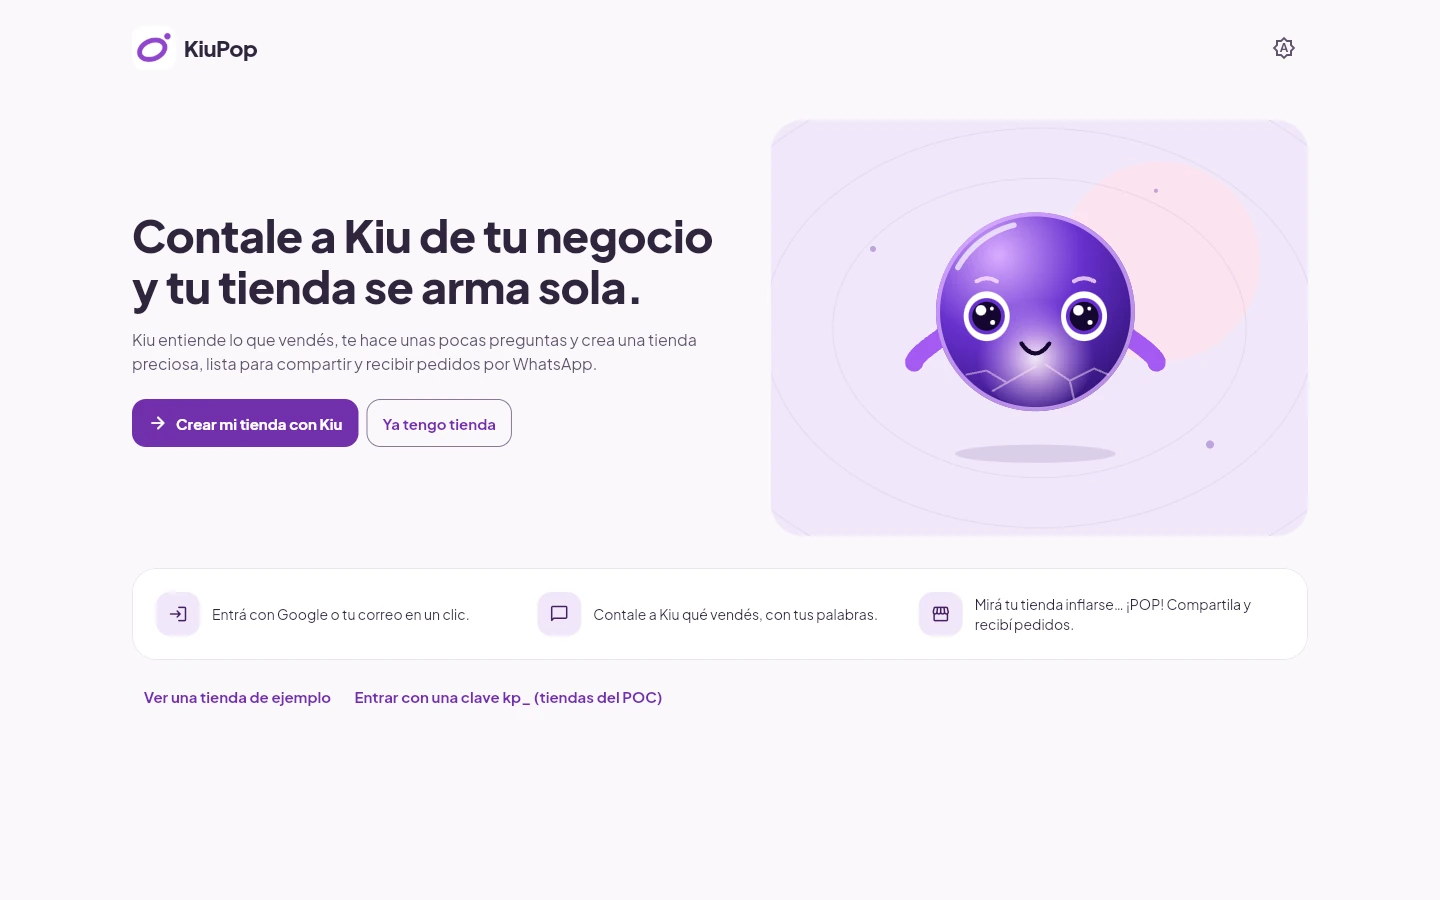 KiuPop
A
Contale a Kiu de tu negocio
y tu tienda se arma sola.
Kiu entiende lo que vendés, te hace unas pocas preguntas y crea una tienda
preciosa, lista para compartir y recibir pedidos por WhatsApp.
Crear mi tienda con Kiu
Ya tengo tienda
Entrá con Google o tu correo en un clic.
Contale a Kiu qué vendés, con tus palabras.
Mirá tu tienda inflarse… ¡POP! Compartila y
recibí pedidos.
Ver una tienda de ejemplo
Entrar con una clave kp_ (tiendas del POC)